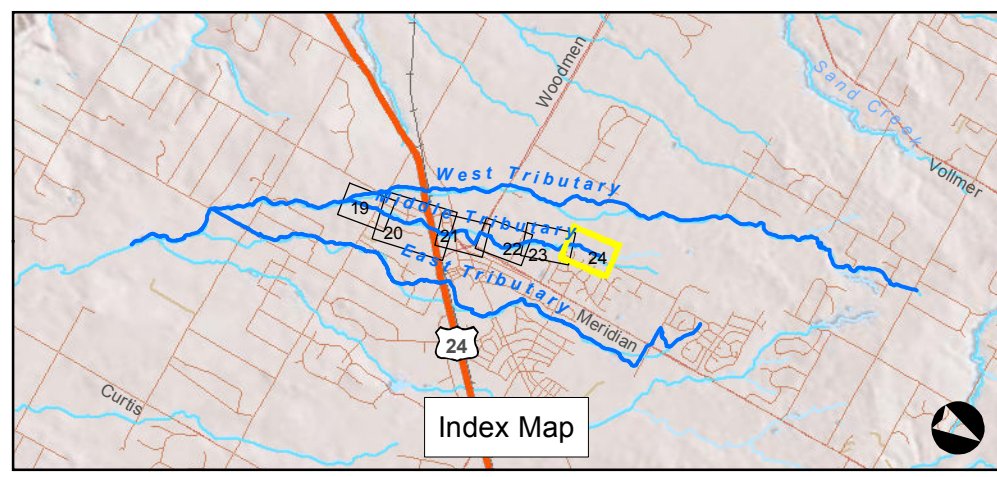 Woodmen
Sand Creek
Vollmer
West Tributary
Middle Tributary
19
20
21
22
23
24
East Tributary
Meridian
24
Curtis
Index Map